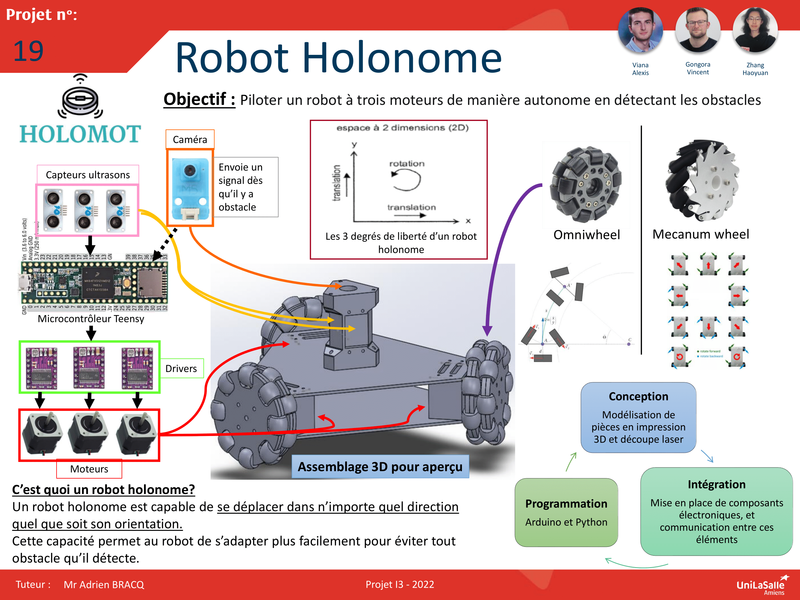 Projet nº:
19
Robot Holonome
Viana
Alexis
Gongora
Vincent
Zhang
Haoyuan
Objectif : Piloter un robot à trois moteurs de manière autonome en détectant les obstacles
HOLOMOT
Caméra
Envoie un
signal dès
qu'il y a
obstacle
Capteurs ultrasons
espace à 2 dimensions (2D)
y
translation
rotation
translation
x
Les 3 degrés de liberté d'un robot
holonome
Omniwheel
Mecanum wheel
Microcontrôleur Teensy
Drivers
Moteurs
Assemblage 3D pour aperçu
Conception
Modélisation de
pièces en impression
3D et découpe laser
Intégration
Mise en place de composants
électroniques, et
communication entre ces
éléments
Programmation
Arduino et Python
C'est quoi un robot holonome?
Un robot holonome est capable de se déplacer dans n'importe quel direction
quel que soit son orientation.
Cette capacité permet au robot de s'adapter plus facilement pour éviter tout
obstacle qu'il détecte.
Tuteur : Mr Adrien BRACQ
Projet I3 - 2022
UniLaSalle
Amiens